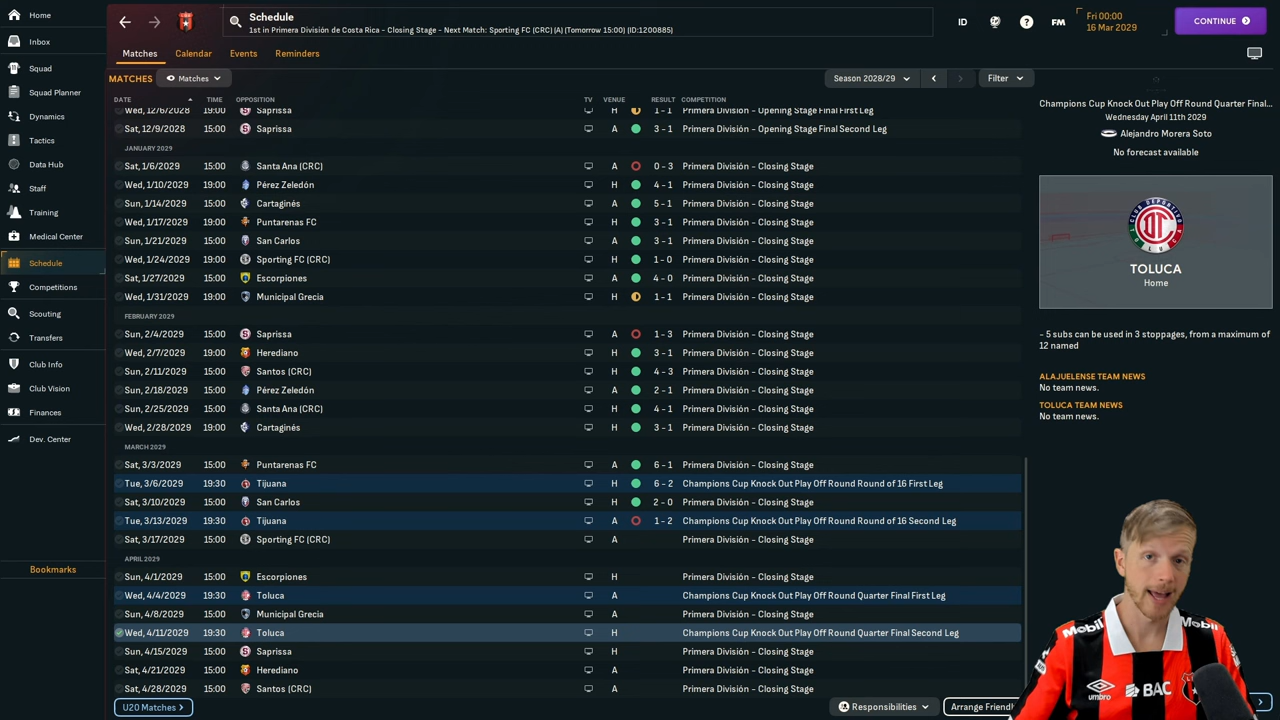 Home
Inbox
Squad
Squad Planner
Dynamics
Tactics
Data Hub
Staff
Training
Medical Center
Schedule
Competitions
Scouting
Transfers
Club Info
Club Vision
Finances
Dev. Center
Bookmarks
Schedule
1st in Primera División de Costa Rica - Closing Stage - Next Match: Sporting FC (CRC) (A) (Tomorrow 15:00) (ID:1200885)
ID ? FM
Fri 00:00
16 Mar 2029
CONTINUE
Matches Calendar Events Reminders
MATCHES Matches Season 2028/29 Filter
DATE TIME OPPOSITION TV VENUE RESULT COMPETITION
Wed, 12/6/2028 19:00 Saprissa H 1 - 1 Primera División - Opening Stage Final First Leg
Sat, 12/9/2028 15:00 Saprissa A 3 - 1 Primera División - Opening Stage Final Second Leg
JANUARY 2029
Sat, 1/6/2029 15:00 Santa Ana (CRC) A 0 - 3 Primera División - Closing Stage
Wed, 1/10/2029 19:00 Pérez Zeledón H 4 - 1 Primera División - Closing Stage
Sun, 1/14/2029 15:00 Cartaginés A 5 - 1 Primera División - Closing Stage
Wed, 1/17/2029 19:00 Puntarenas FC H 3 - 1 Primera División - Closing Stage
Sun, 1/21/2029 15:00 San Carlos A 3 - 1 Primera División - Closing Stage
Wed, 1/24/2029 19:00 Sporting FC (CRC) H 1 - 0 Primera División - Closing Stage
Sat, 1/27/2029 15:00 Escorpiones A 4 - 0 Primera División - Closing Stage
Wed, 1/31/2029 19:00 Municipal Grecia H 1 - 1 Primera División - Closing Stage
FEBRUARY 2029
Sun, 2/4/2029 15:00 Saprissa A 1 - 3 Primera División - Closing Stage
Wed, 2/7/2029 19:00 Herediano H 3 - 1 Primera División - Closing Stage
Sun, 2/11/2029 15:00 Santos (CRC) H 4 - 3 Primera División - Closing Stage
Sun, 2/18/2029 15:00 Pérez Zeledón A 2 - 1 Primera División - Closing Stage
Sun, 2/25/2029 15:00 Santa Ana (CRC) H 4 - 1 Primera División - Closing Stage
Wed, 2/28/2029 19:00 Cartaginés H 3 - 1 Primera División - Closing Stage
MARCH 2029
Sat, 3/3/2029 15:00 Puntarenas FC A 6 - 1 Primera División - Closing Stage
Tue, 3/6/2029 19:30 Tijuana H 6 - 2 Champions Cup Knock Out Play Off Round Round of 16 First Leg
Sat, 3/10/2029 15:00 San Carlos H 2 - 0 Primera División - Closing Stage
Tue, 3/13/2029 19:30 Tijuana A 1 - 2 Champions Cup Knock Out Play Off Round Round of 16 Second Leg
Sat, 3/17/2029 15:00 Sporting FC (CRC) A Primera División - Closing Stage
APRIL 2029
Sun, 4/1/2029 15:00 Escorpiones H Primera División - Closing Stage
Wed, 4/4/2029 19:30 Toluca A Champions Cup Knock Out Play Off Round Quarter Final First Leg
Sun, 4/8/2029 15:00 Municipal Grecia A Primera División - Closing Stage
Wed, 4/11/2029 19:30 Toluca H Champions Cup Knock Out Play Off Round Quarter Final Second Leg
Sun, 4/15/2029 15:00 Saprissa H Primera División - Closing Stage
Sat, 4/21/2029 15:00 Herediano A Primera División - Closing Stage
Sat, 4/28/2029 15:00 Santos (CRC) A Primera División - Closing Stage
U20 Matches Responsibilities Arrange Friendl
Champions Cup Knock Out Play Off Round Quarter Final...
Wednesday April 11th 2029
Alejandro Morera Soto
No forecast available
CLUB DEPORTIVO
TOLUCA
TOLUCA
Home
- 5 subs can be used in 3 stoppages, from a maximum of
12 named
ALAJUELENSE TEAM NEWS
No team news.
TOLUCA TEAM NEWS
No team news.
Mobil Mobil
umbro BAC